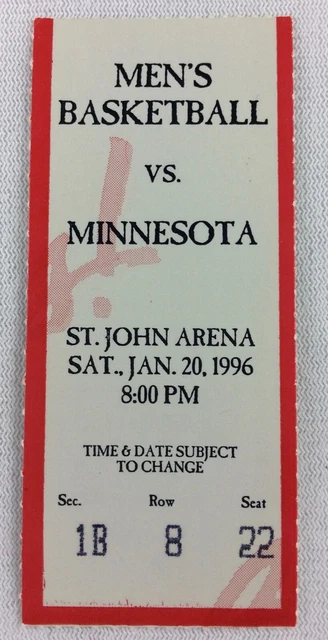 MEN'S
BASKETBALL
VS.
MINNESOTA
ST. JOHN ARENA
SAT., JAN. 20, 1996
8:00 PM
TIME & DATE SUBJECT
TO CHANGE
Sec. Row Seat
1B 8 22